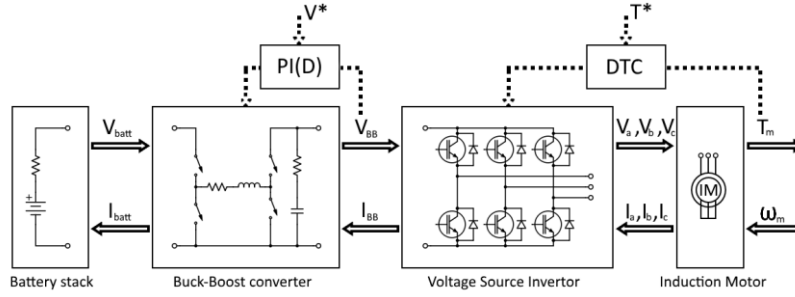 V* T*
PI(D) DTC
V_batt V_BB V_a,V_b,V_c T_m
+
IM
I_batt I_BB I_a,I_b,I_c ω_m
Battery stack Buck-Boost converter Voltage Source Invertor Induction Motor